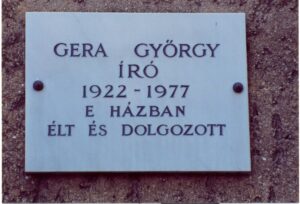 GERA GYÖRGY
ÍRÓ
1922-1977
E HÁZBAN
ÉLT ÉS DOLGOZOTT